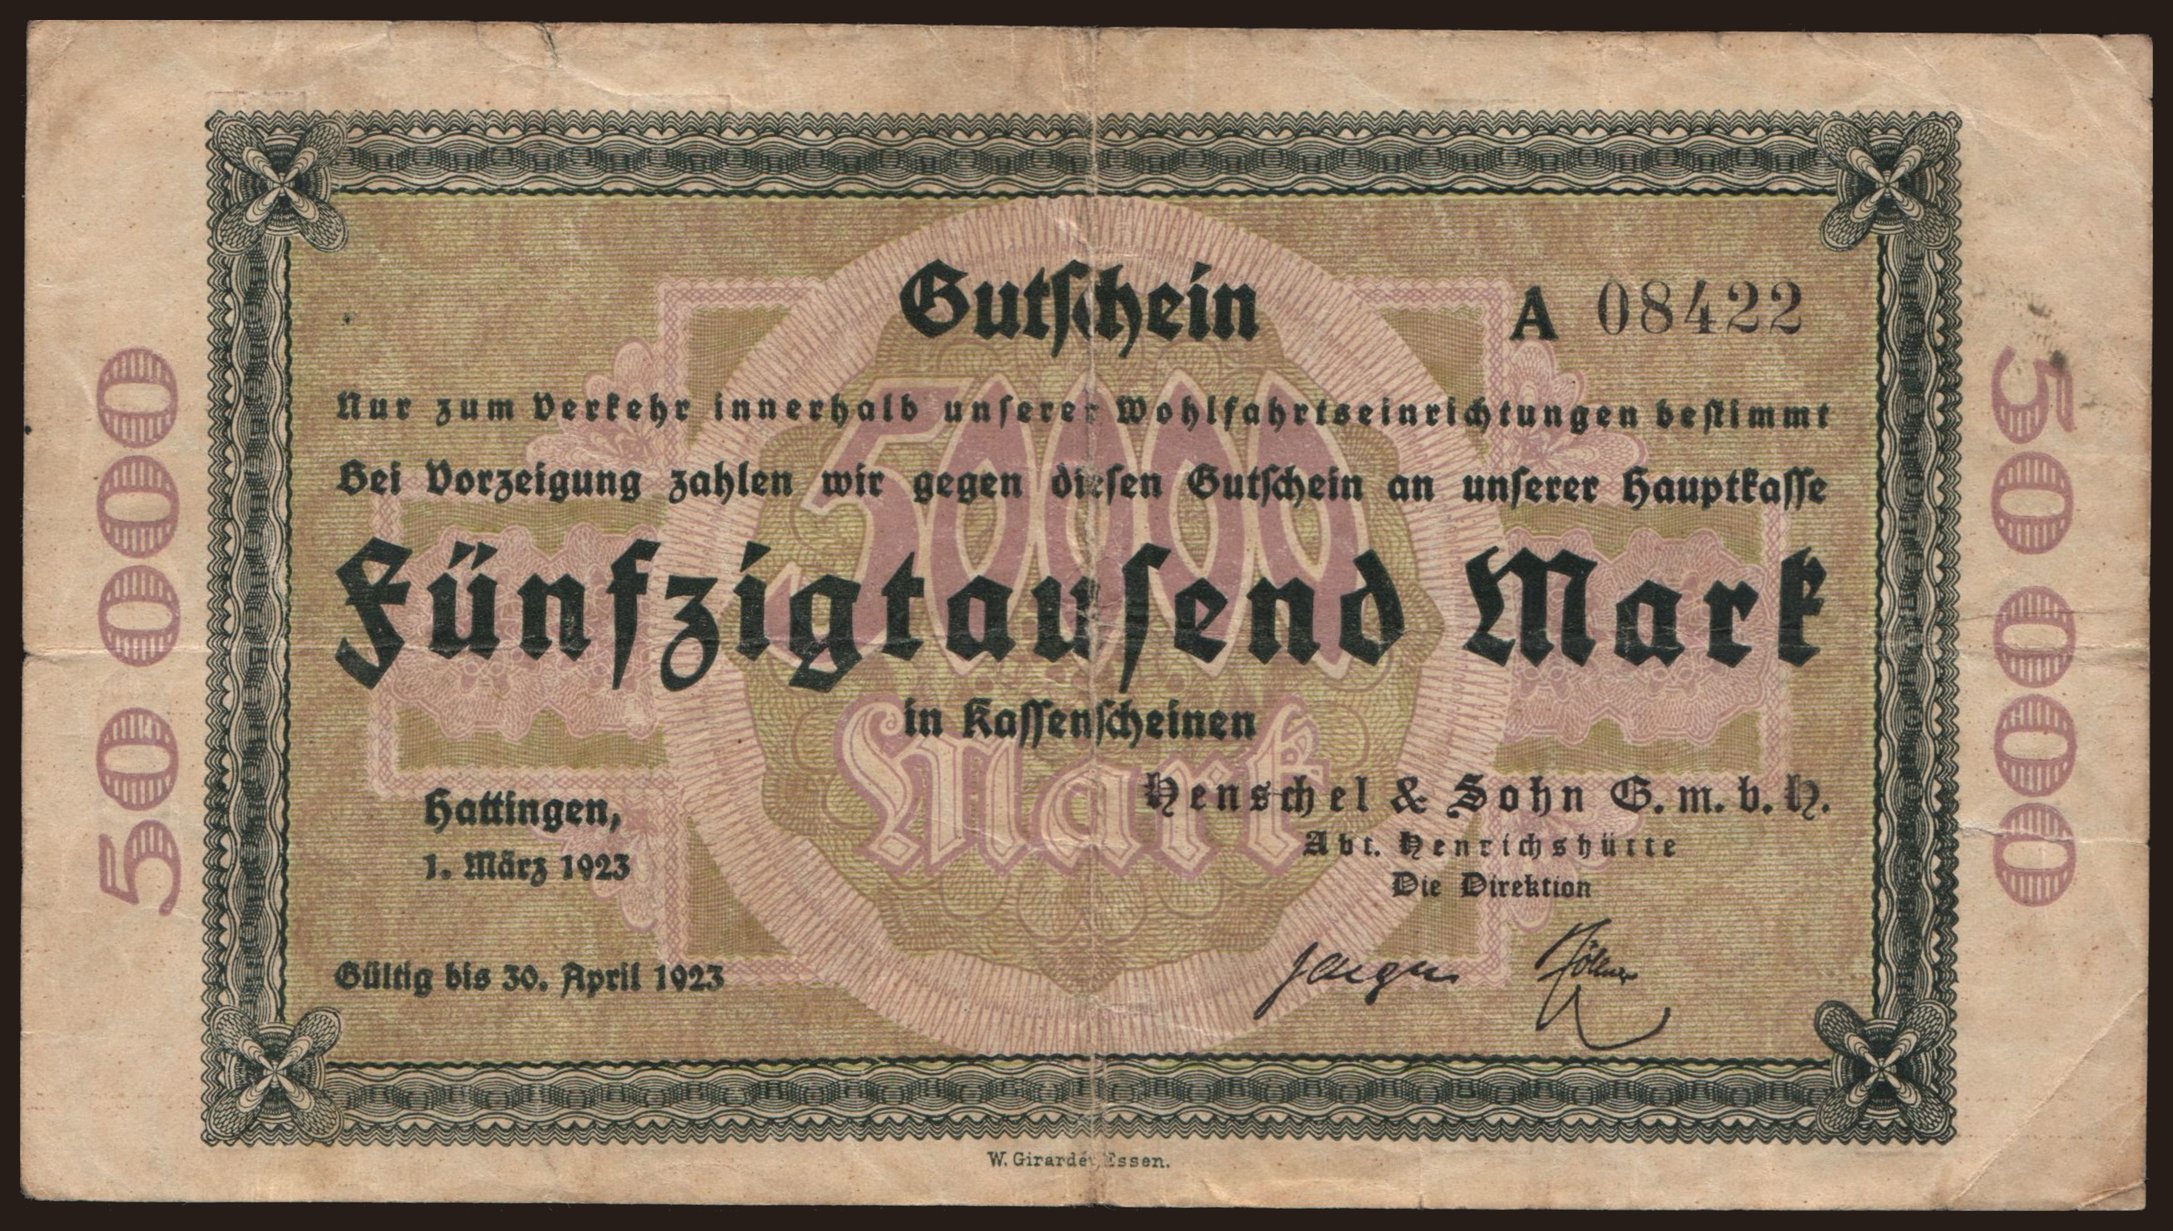 Gutschein
A 08422
Nur zum Verkehr innerhalb unserer Wohlfahrtseinrichtungen bestimmt
Bei Vorzeigung zahlen wir gegen diesen Gutschein an unserer Hauptkasse
50000
Fünfzigtausend Mark
in Kassenscheinen
Mark
Henschel & Sohn G.m.b.H.
Abt. Henrichshütte
Die Direktion
Hattingen,
1. März 1923
Gültig bis 30. April 1923
50 000
50 000
W. Girardet, Essen.